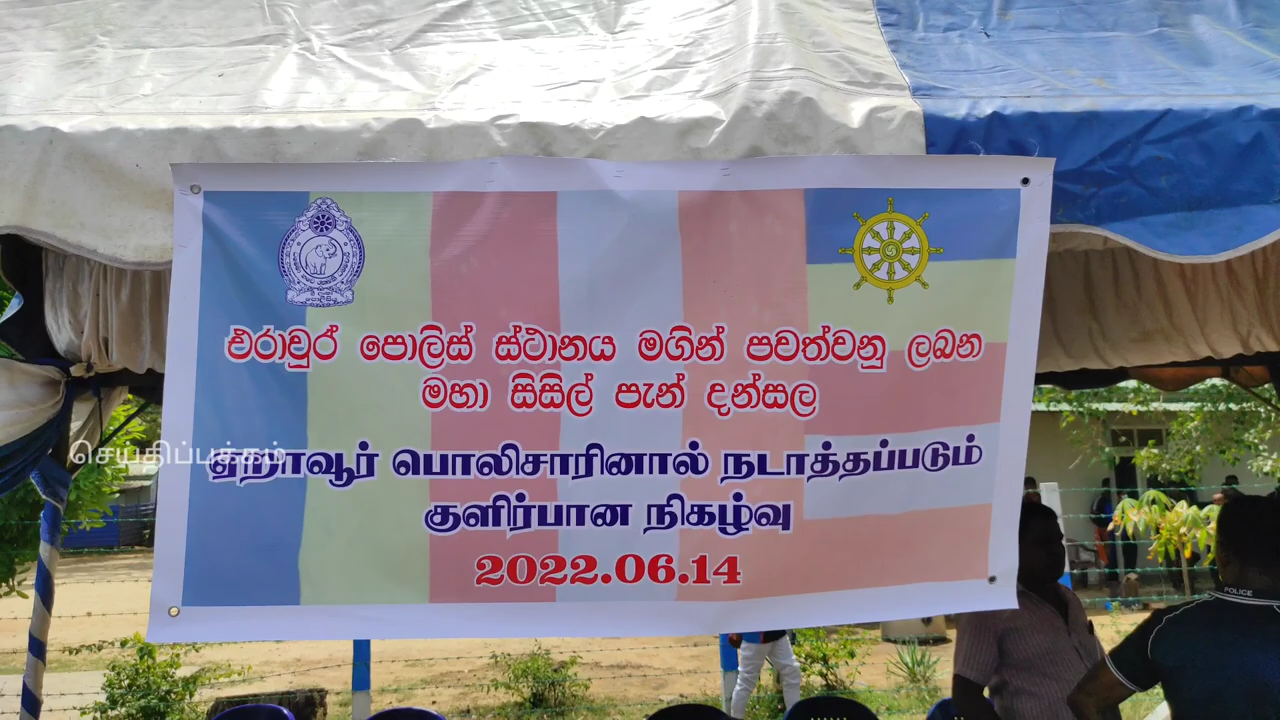 එරාවුර් පොලිස් ස්ථානය මගින් පවත්වනු ලබන
මහා සිසිල් පැන් දන්සල
செய்திப்புக்கம்
ஏறாவூர் பொலிசாரினால் நடாத்தப்படும்
குளிர்பான நிகழ்வு
2022.06.14
POLICE